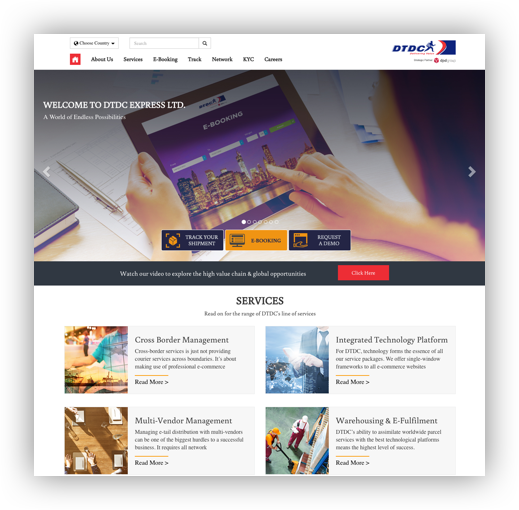 Choose Country
Search
DTDC
About Us Services E-Booking Track Network KYC Careers
WELCOME TO DTDC EXPRESS LTD.
A World of Endless Possibilities
E-BOOKING
TRACK YOUR
SHIPMENT
E-BOOKING
REQUEST
A DEMO
Watch our video to explore the high value chain & global opportunities
Click Here
SERVICES
Read on for the range of DTDC's line of services
Cross Border Management
Cross-border services is just not providing
courier services across boundaries. It's about
making use of professional e-commerce
Read More >
Integrated Technology Platform
For DTDC, technology forms the essence of all
our service packages. We offer single-window
frameworks to all e-commerce websites
Read More >
Multi-Vendor Management
Managing e-tail distribution with multi-vendors
can be one of the biggest hurdles to a successful
business. It requires all network
Read More >
Warehousing & E-Fulfilment
DTDC's ability to assimilate worldwide parcel
services with the best technological platforms
means the highest level of success.
Read More >